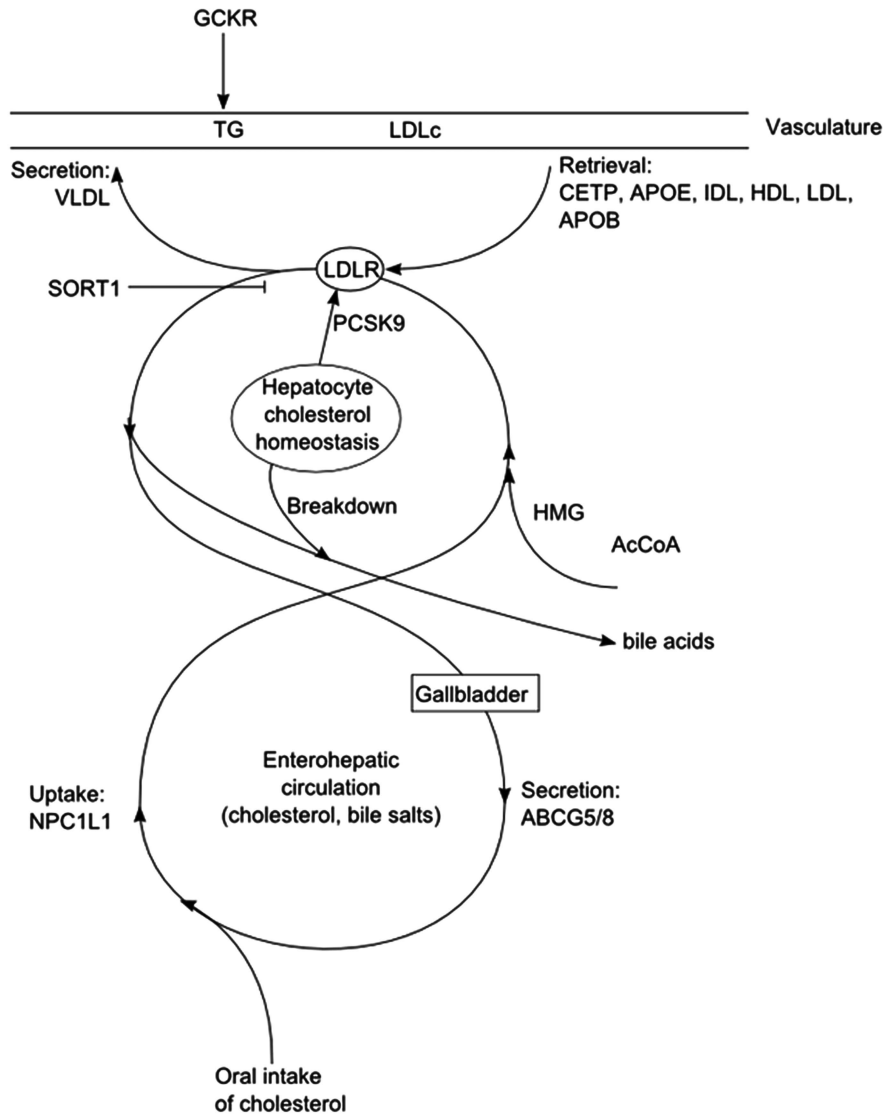 GCKR
TG
LDLc
Vasculature
Secretion:
VLDL
Retrieval:
CETP, APOE, IDL, HDL, LDL,
APOB
LDLR
SORT1
PCSK9
Hepatocyte
cholesterol
homeostasis
Breakdown
HMG
AcCoA
bile acids
Gallbladder
Enterohepatic
circulation
(cholesterol, bile salts)
Uptake:
NPC1L1
Secretion:
ABCG5/8
Oral intake
of cholesterol